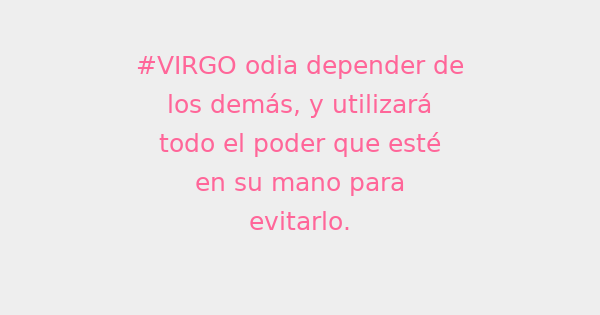 #VIRGO odia depender de
los demás, y utilizará
todo el poder que esté
en su mano para
evitarlo.